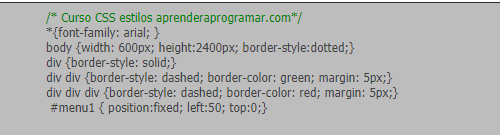 /* Curso CSS estilos aprenderaprogramar.com*/
*{font-family: arial; }
body {width: 600px; height:2400px; border-style:dotted;}
div {border-style: solid;}
div div {border-style: dashed; border-color: green; margin: 5px;}
div div div {border-style: dashed; border-color: red; margin: 5px;}
#menu1 { position:fixed; left:50; top:0;}